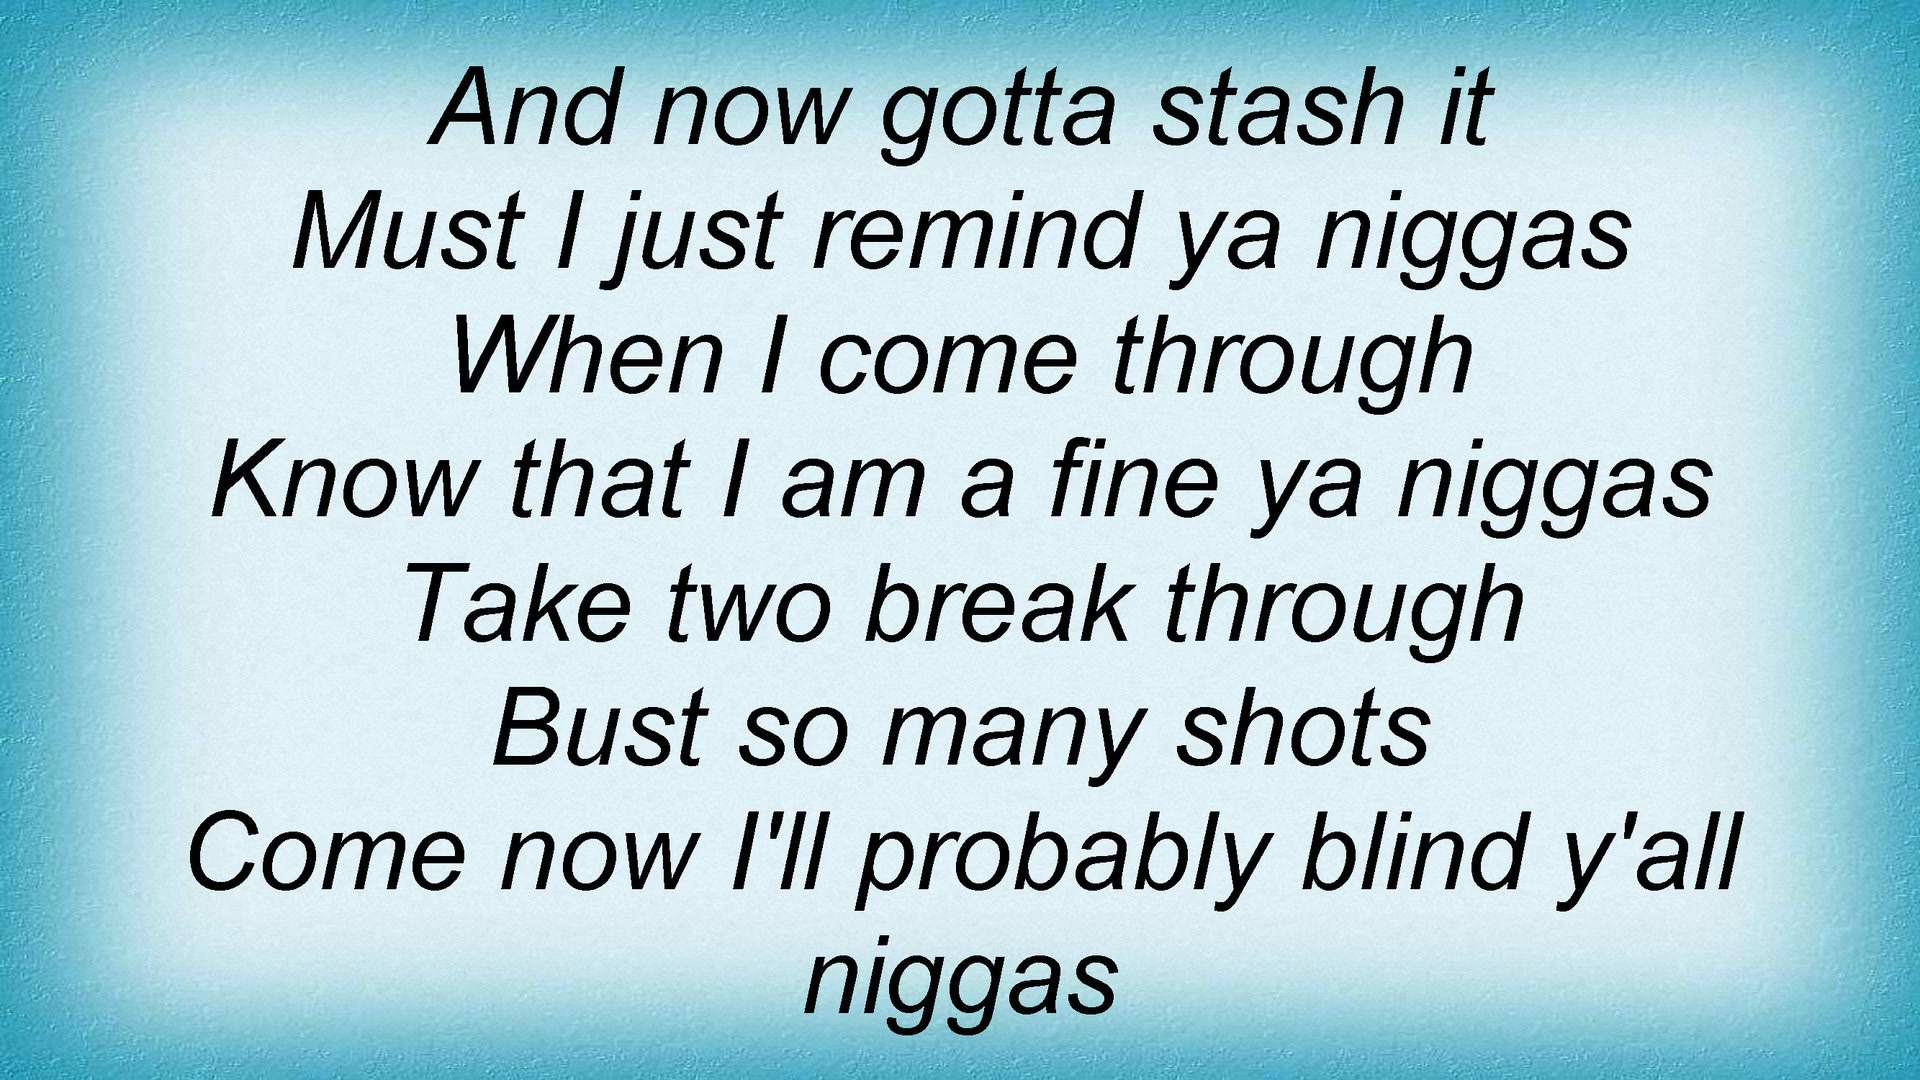 And now gotta stash it
Must I just remind ya niggas
When I come through
Know that I am a fine ya niggas
Take two break through
Bust so many shots
Come now I'll probably blind y'all
niggas